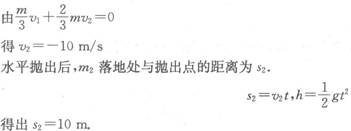 由\frac{m}{3}v_1+\frac{2}{3}mv_2=0
得 v_2=-10 m/s
水平抛出后,m_2 落地处与抛出点的距离为 s_2.
s_2=v_2t,h=\frac{1}{2}gt^2
得出 s_2=10 m.